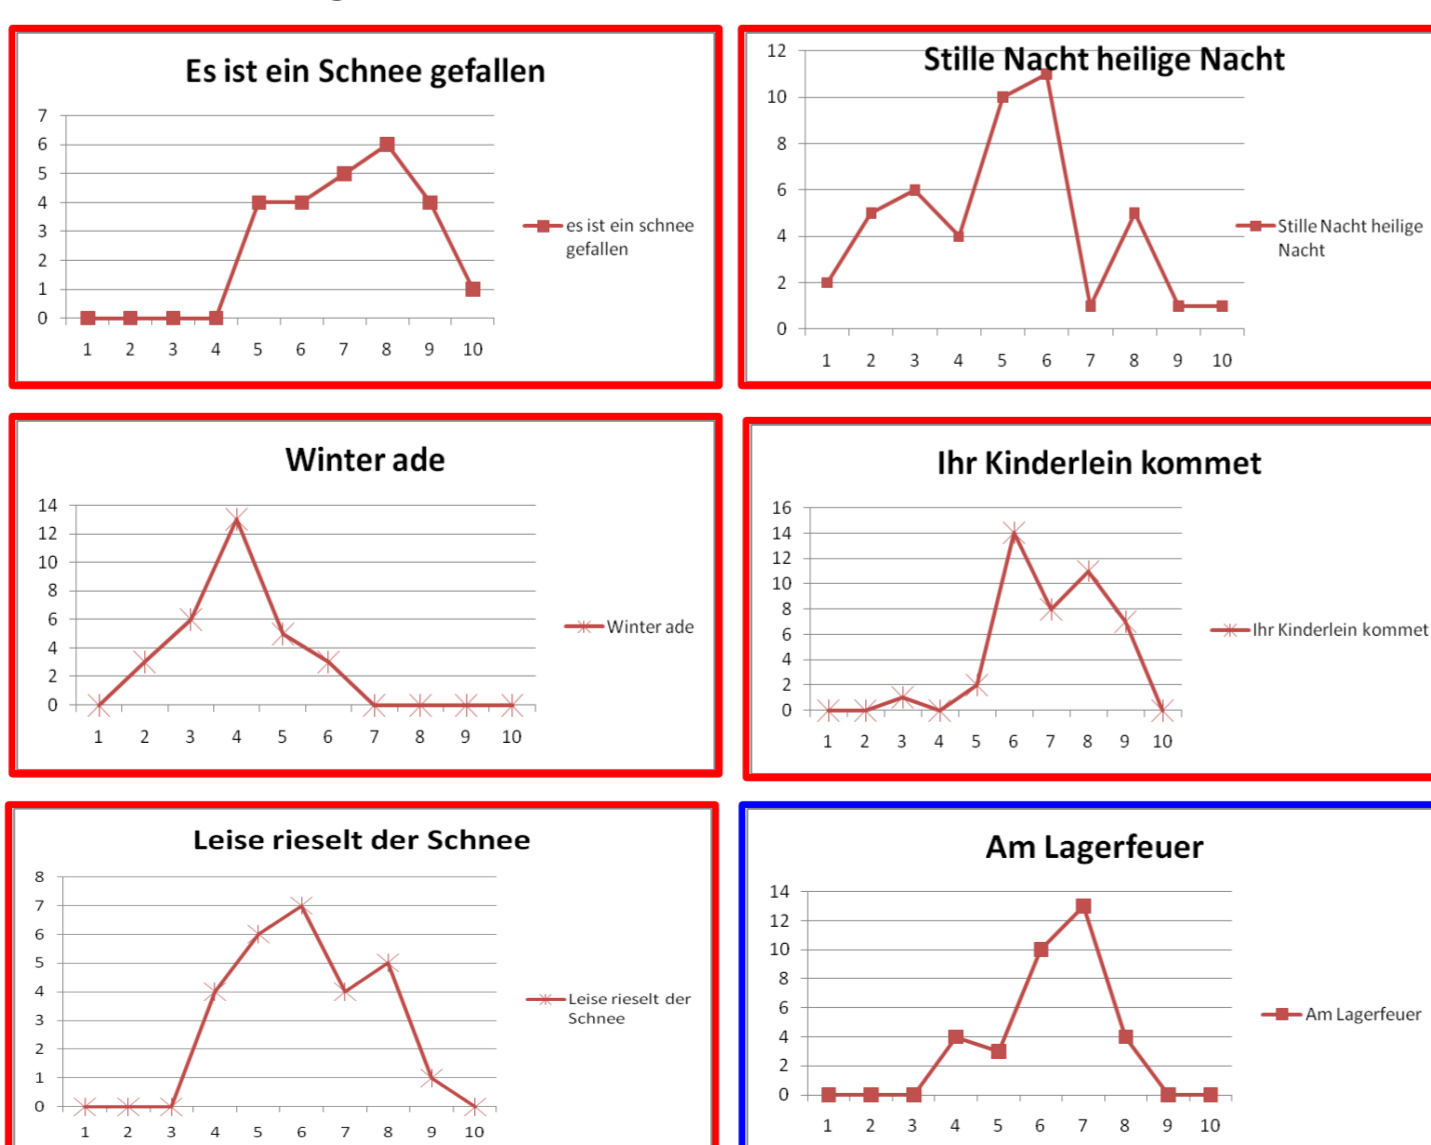 Es ist ein Schnee gefallen
7
6
5
4
3
2
1
0
1 2 3 4 5 6 7 8 9 10
es ist ein schnee
gefallen
Stille Nacht heilige Nacht
12
10
8
6
4
2
0
1 2 3 4 5 6 7 8 9 10
Stille Nacht heilige
Nacht
Winter ade
14
12
10
8
6
4
2
0
1 2 3 4 5 6 7 8 9 10
Winter ade
Ihr Kinderlein kommet
16
14
12
10
8
6
4
2
0
1 2 3 4 5 6 7 8 9 10
Ihr Kinderlein kommet
Leise rieselt der Schnee
8
7
6
5
4
3
2
1
0
1 2 3 4 5 6 7 8 9 10
Leise rieselt der
Schnee
Am Lagerfeuer
14
12
10
8
6
4
2
0
1 2 3 4 5 6 7 8 9 10
Am Lagerfeuer